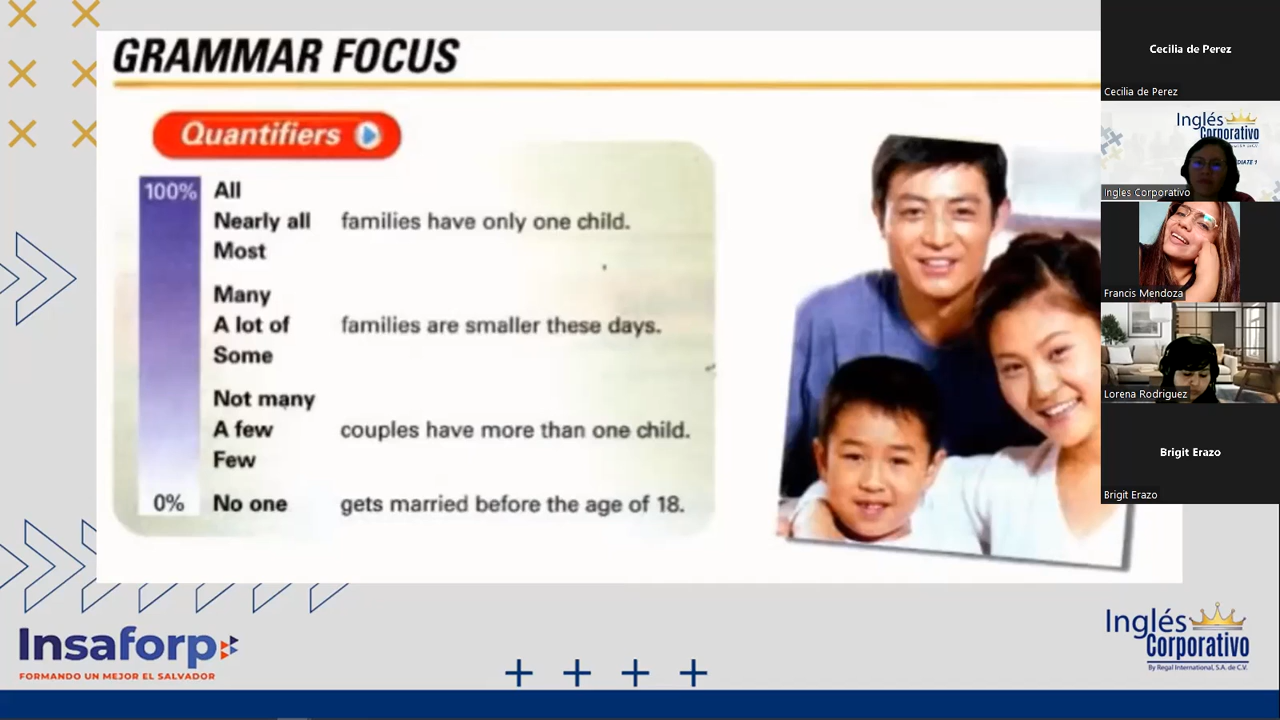 GRAMMAR FOCUS
Quantifiers
100% All
Nearly all families have only one child.
Most
Many
A lot of families are smaller these days.
Some
Not many
A few couples have more than one child.
Few
0% No one gets married before the age of 18.
Insaforp
FORMANDO UN MEJOR EL SALVADOR
Inglés
Corporativo
By Regal International, S.A. de C.V.
Cecilia de Perez
Cecilia de Perez
Inglés
Corporativo
Ingles Corporativo
Francis Mendoza
Lorena Rodriguez
Brigit Erazo
Brigit Erazo